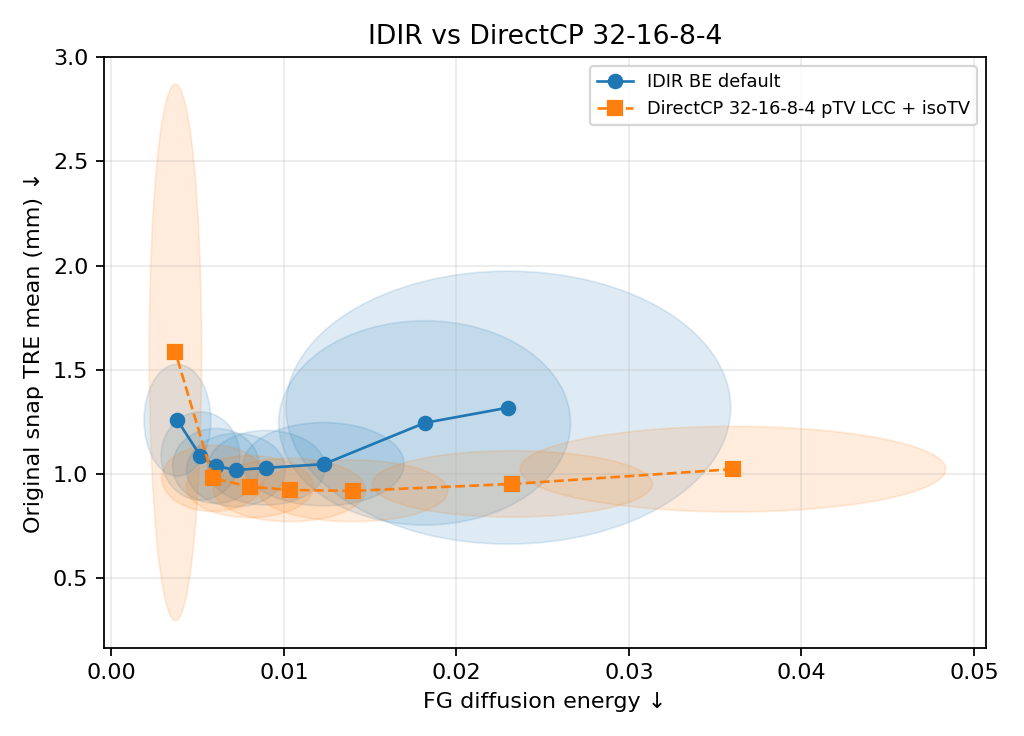 IDIR vs DirectCP 32-16-8-4
IDIR BE default
DirectCP 32-16-8-4 pTV LCC + isoTV
Original snap TRE mean (mm) ↓
3.0
2.5
2.0
1.5
1.0
0.5
0.00 0.01 0.02 0.03 0.04 0.05
FG diffusion energy ↓